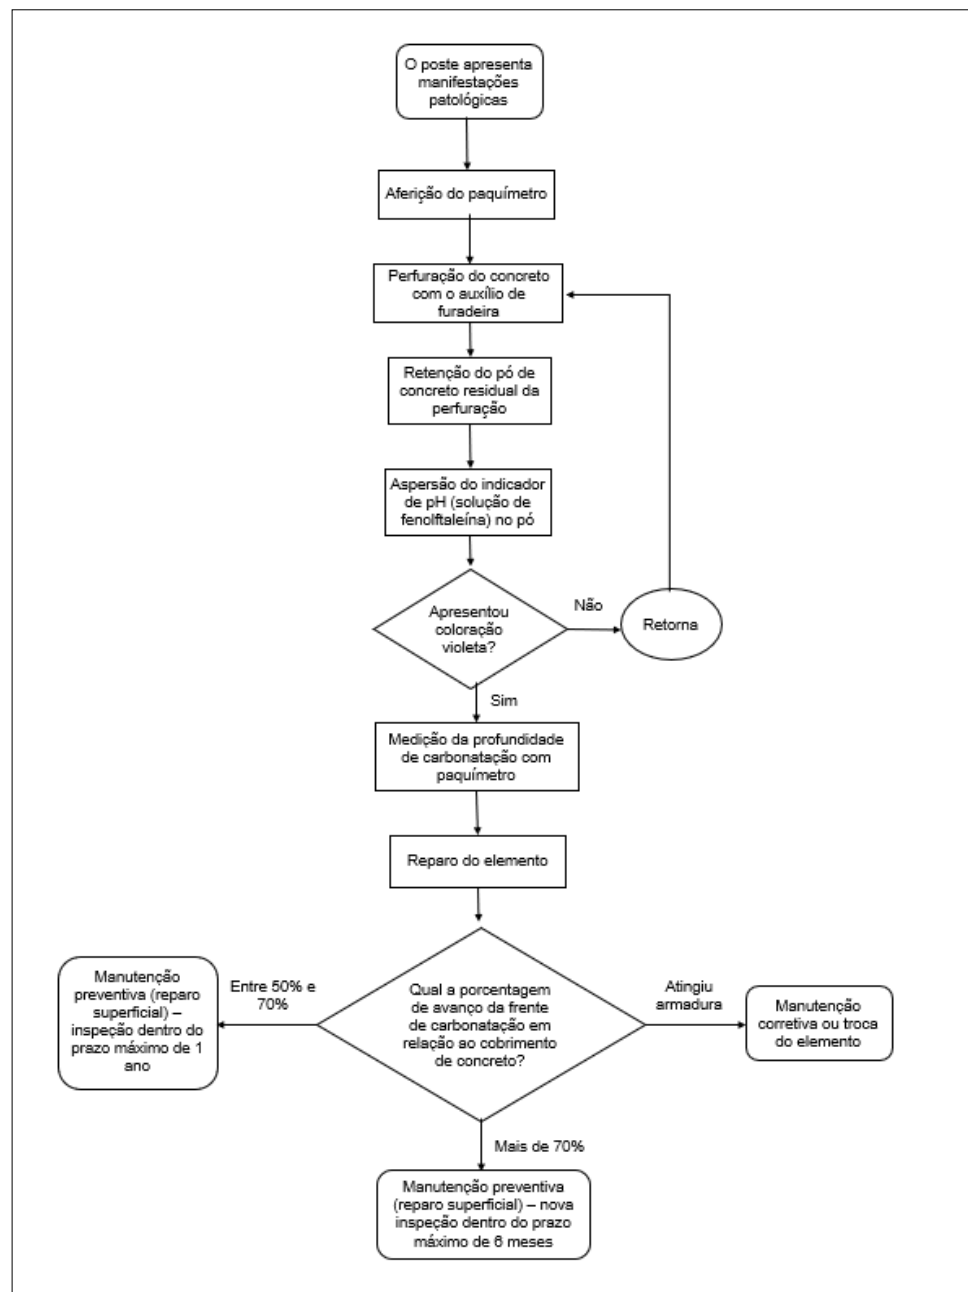 O poste apresenta
manifestações
patológicas
Aferição do paquímetro
Perfuração do concreto
com o auxílio de
furadeira
Retenção do pó de
concreto residual da
perfuração
Aspersão do indicador
de pH (solução de
fenolftaleína) no pó
Apresentou
coloração
violeta?
Não
Retorna
Sim
Medição da profundidade
de carbonatação com
paquímetro
Reparo do elemento
Qual a porcentagem
de avanço da frente
de carbonatação em
relação ao cobrimento
de concreto?
Entre 50% e
70%
Manutenção
preventiva (reparo
superficial) – 
inspeção dentro do
prazo máximo de 1
ano
Atingiu
armadura
Manutenção
corretiva ou troca
do elemento
Mais de 70%
Manutenção preventiva
(reparo superficial) – nova
inspeção dentro do prazo
máximo de 6 meses